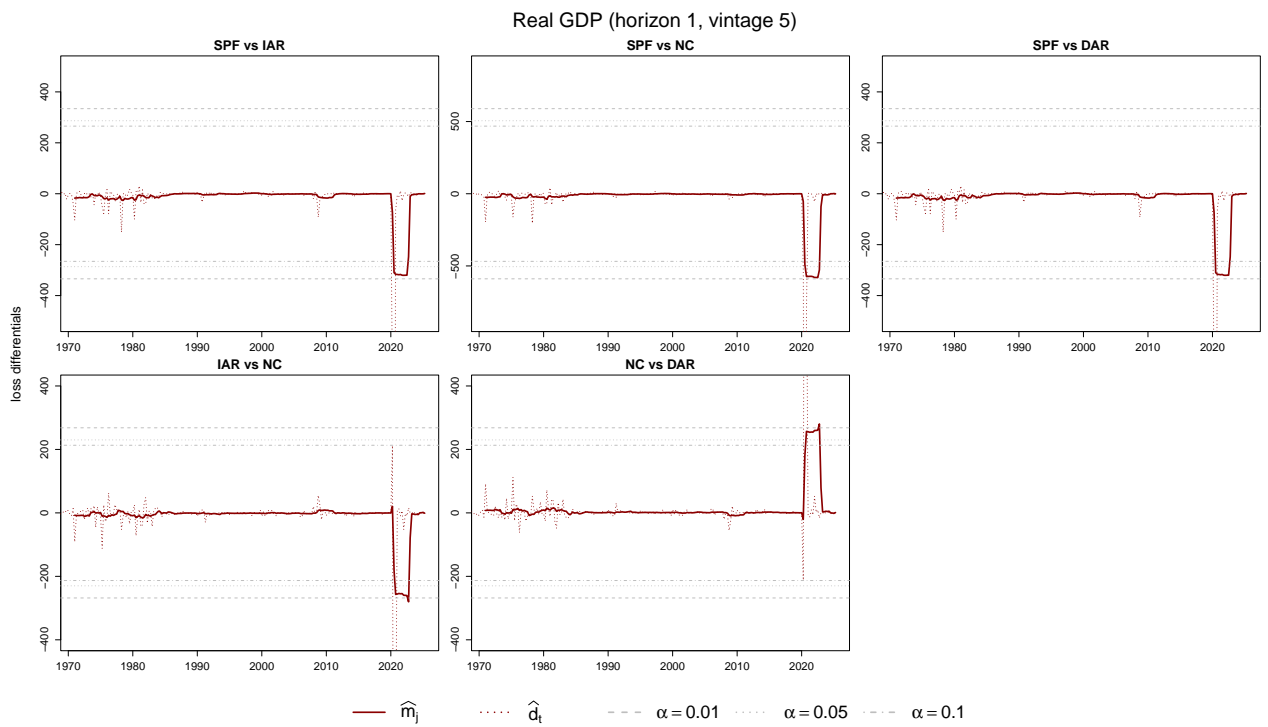 Real GDP (horizon 1, vintage 5)
SPF vs IAR
SPF vs NC
SPF vs DAR
400
200
0
−200
−400
1970 1980 1990 2000 2010 2020
500
0
−500
1970 1980 1990 2000 2010 2020
400
200
0
−200
−400
1970 1980 1990 2000 2010 2020
loss differentials
IAR vs NC
NC vs DAR
400
200
0
−200
−400
1970 1980 1990 2000 2010 2020
400
200
0
−200
−400
1970 1980 1990 2000 2010 2020
m̂ⱼ d̂ₜ α = 0.01 α = 0.05 α = 0.1